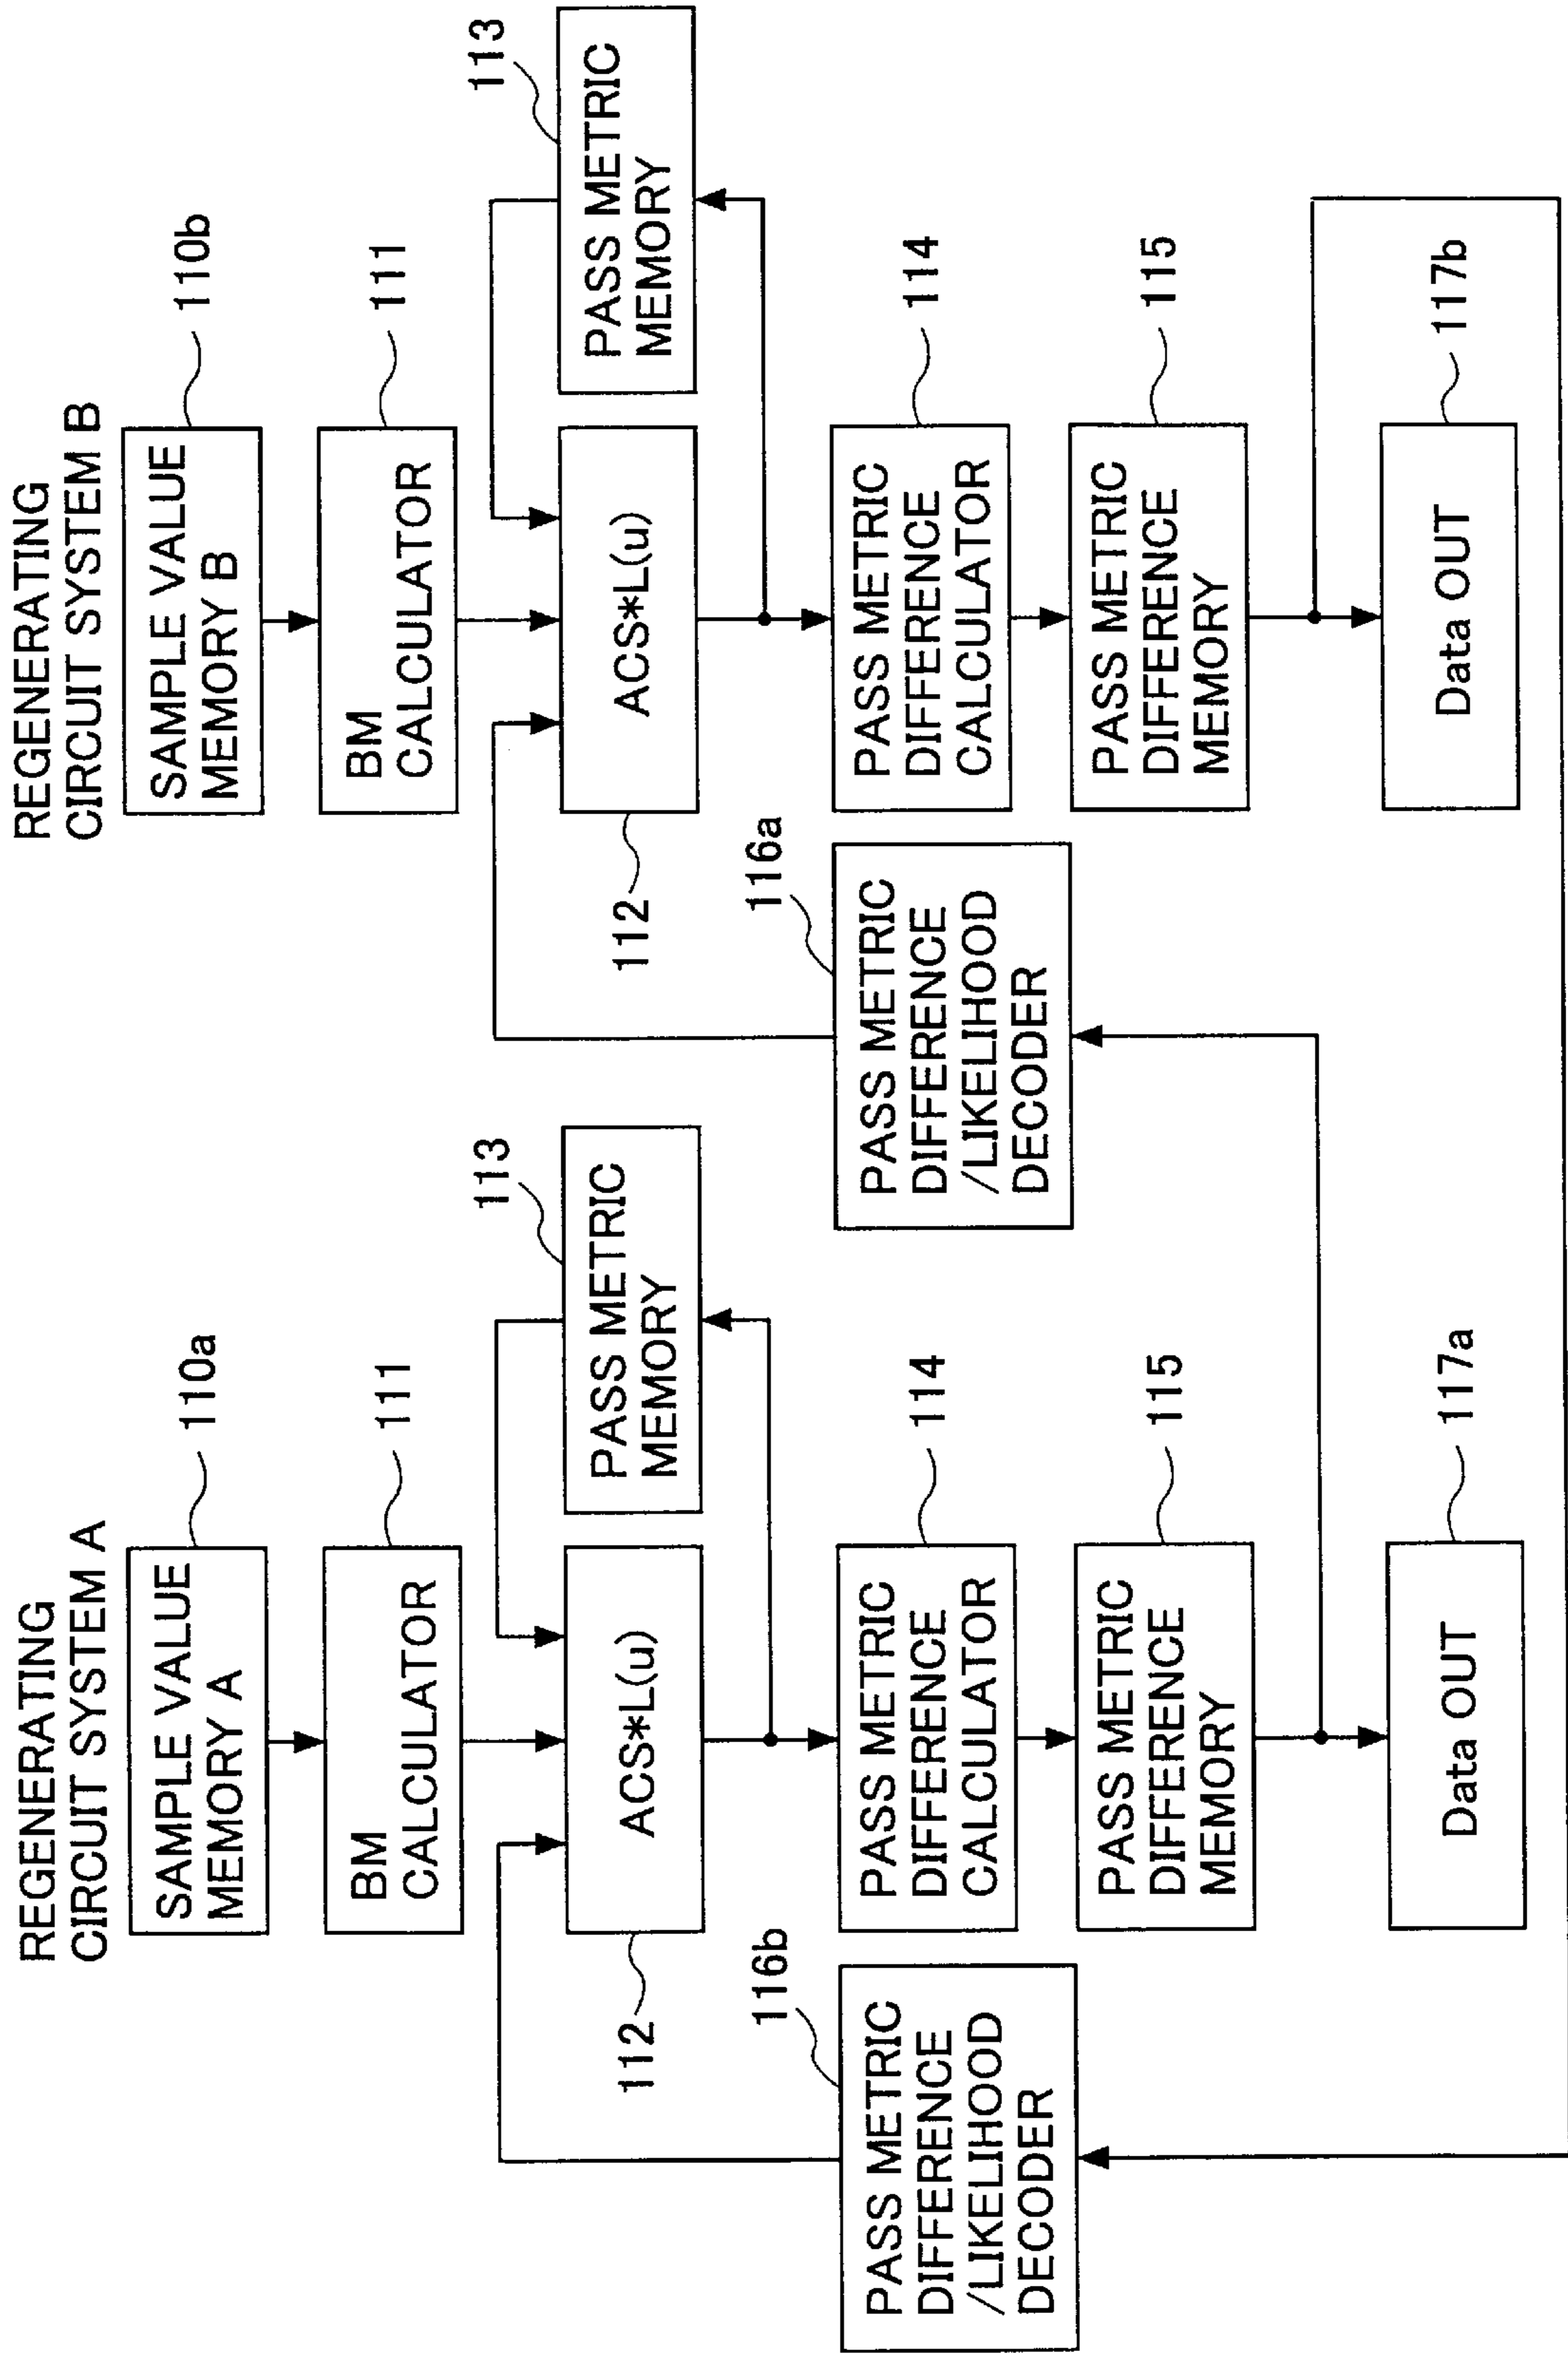 REGENERATING
CIRCUIT SYSTEM A
SAMPLE VALUE
MEMORY A
110a
BM
CALCULATOR
111
ACS*L(u)
112
PASS METRIC
MEMORY
113
PASS METRIC
DIFFERENCE
CALCULATOR
114
PASS METRIC
DIFFERENCE
MEMORY
115
PASS METRIC
DIFFERENCE
/LIKELIHOOD
DECODER
116b
Data OUT
117a
REGENERATING
CIRCUIT SYSTEM B
SAMPLE VALUE
MEMORY B
110b
BM
CALCULATOR
111
ACS*L(u)
112
PASS METRIC
MEMORY
113
PASS METRIC
DIFFERENCE
/LIKELIHOOD
DECODER
116a
PASS METRIC
DIFFERENCE
CALCULATOR
114
PASS METRIC
DIFFERENCE
MEMORY
115
Data OUT
117b